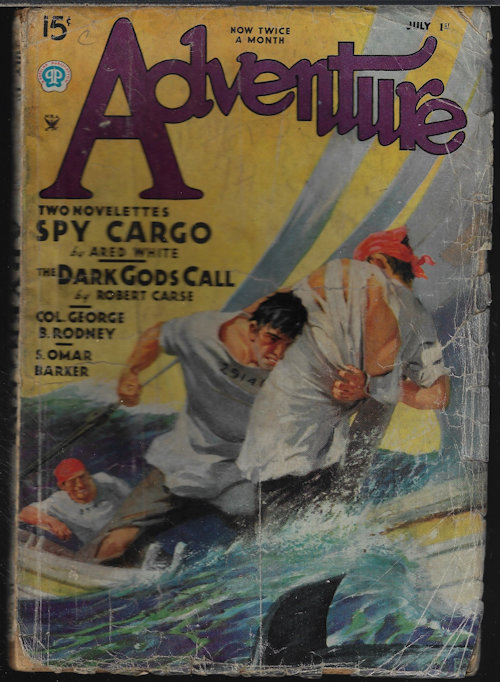 15¢
NOW TWICE
A MONTH
JULY 1st
Adventure
TWO NOVELETTES
SPY CARGO
by ARED WHITE
THE DARK GODS CALL
by ROBERT CARSE
COL. GEORGE
B. RODNEY
S. OMAR
BARKER